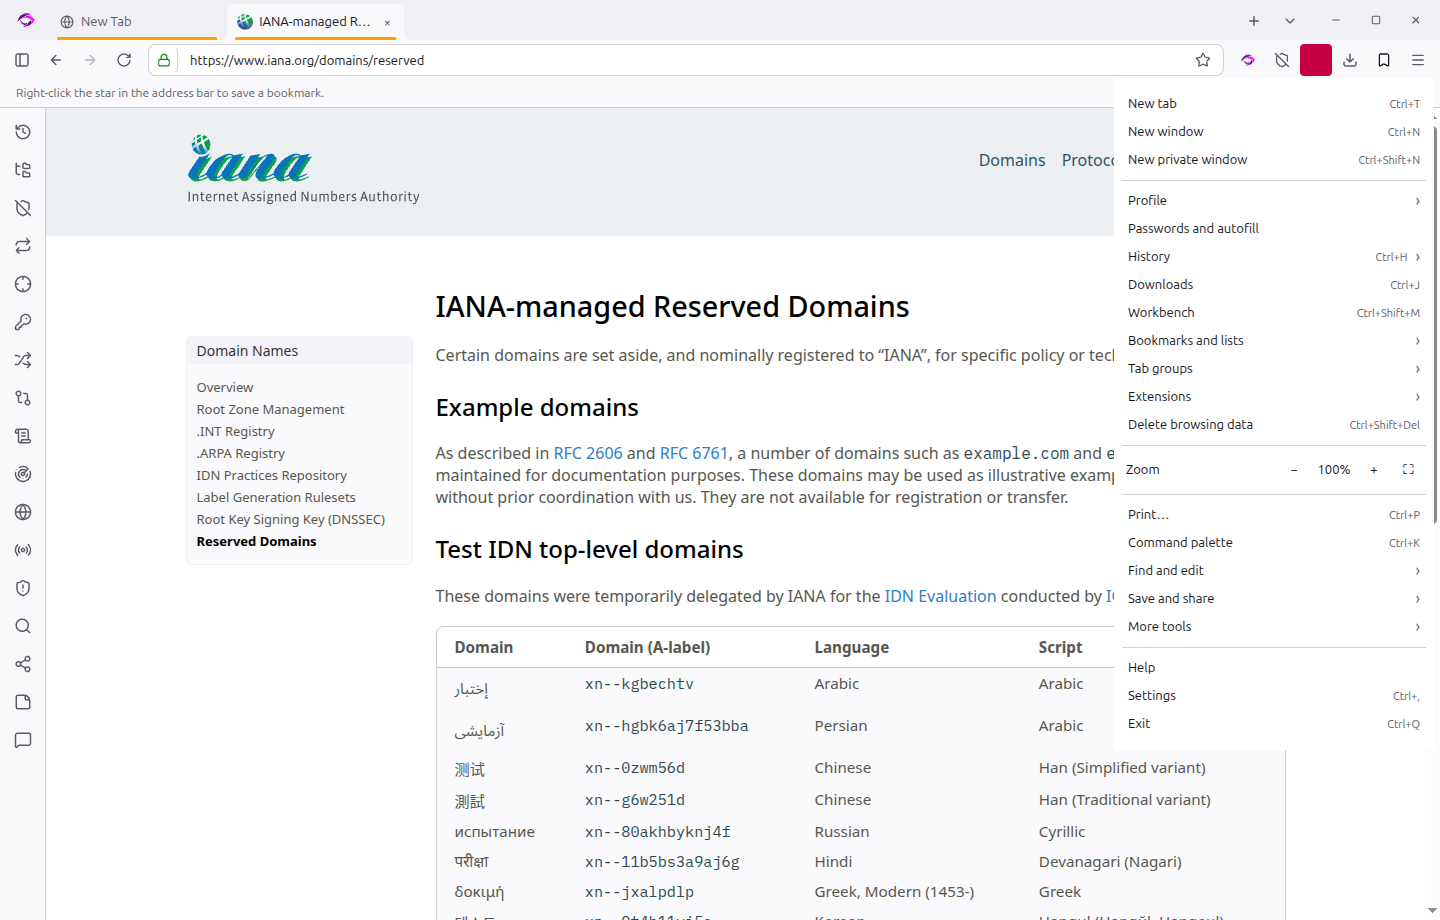 New Tab
IANA-managed R...
https://www.iana.org/domains/reserved
Right-click the star in the address bar to save a bookmark.
iana
Internet Assigned Numbers Authority
Domains
Protoco
Domain Names
Overview
Root Zone Management
.INT Registry
.ARPA Registry
IDN Practices Repository
Label Generation Rulesets
Root Key Signing Key (DNSSEC)
Reserved Domains
IANA-managed Reserved Domains
Certain domains are set aside, and nominally registered to “IANA”, for specific policy or tec
Example domains
As described in RFC 2606 and RFC 6761, a number of domains such as example.com and e
maintained for documentation purposes. These domains may be used as illustrative examp
without prior coordination with us. They are not available for registration or transfer.
Test IDN top-level domains
These domains were temporarily delegated by IANA for the IDN Evaluation conducted by I
Domain Domain (A-label) Language Script
إختبار xn--kgbechtv Arabic Arabic
آزمایشی xn--hgbk6aj7f53bba Persian Arabic
测试 xn--0zwm56d Chinese Han (Simplified variant)
測試 xn--g6w251d Chinese Han (Traditional variant)
испытание xn--80akhbyknj4f Russian Cyrillic
परीक्षा xn--11b5bs3a9aj6g Hindi Devanagari (Nagari)
δοκιμή xn--jxalpdlp Greek, Modern (1453-) Greek
New tab Ctrl+T
New window Ctrl+N
New private window Ctrl+Shift+N
Profile
Passwords and autofill
History Ctrl+H
Downloads Ctrl+J
Workbench Ctrl+Shift+M
Bookmarks and lists
Tab groups
Extensions
Delete browsing data Ctrl+Shift+Del
Zoom − 100% +
Print... Ctrl+P
Command palette Ctrl+K
Find and edit
Save and share
More tools
Help
Settings Ctrl+,
Exit Ctrl+Q